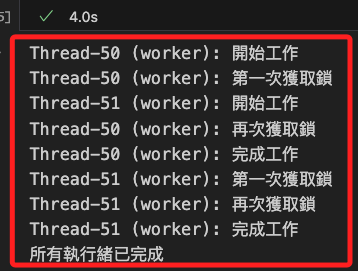 5]
4.0s
Thread-50 (worker): 開始工作
Thread-50 (worker): 第一次獲取鎖
Thread-51 (worker): 開始工作
Thread-50 (worker): 再次獲取鎖
Thread-50 (worker): 完成工作
Thread-51 (worker): 第一次獲取鎖
Thread-51 (worker): 再次獲取鎖
Thread-51 (worker): 完成工作
所有執行緒已完成